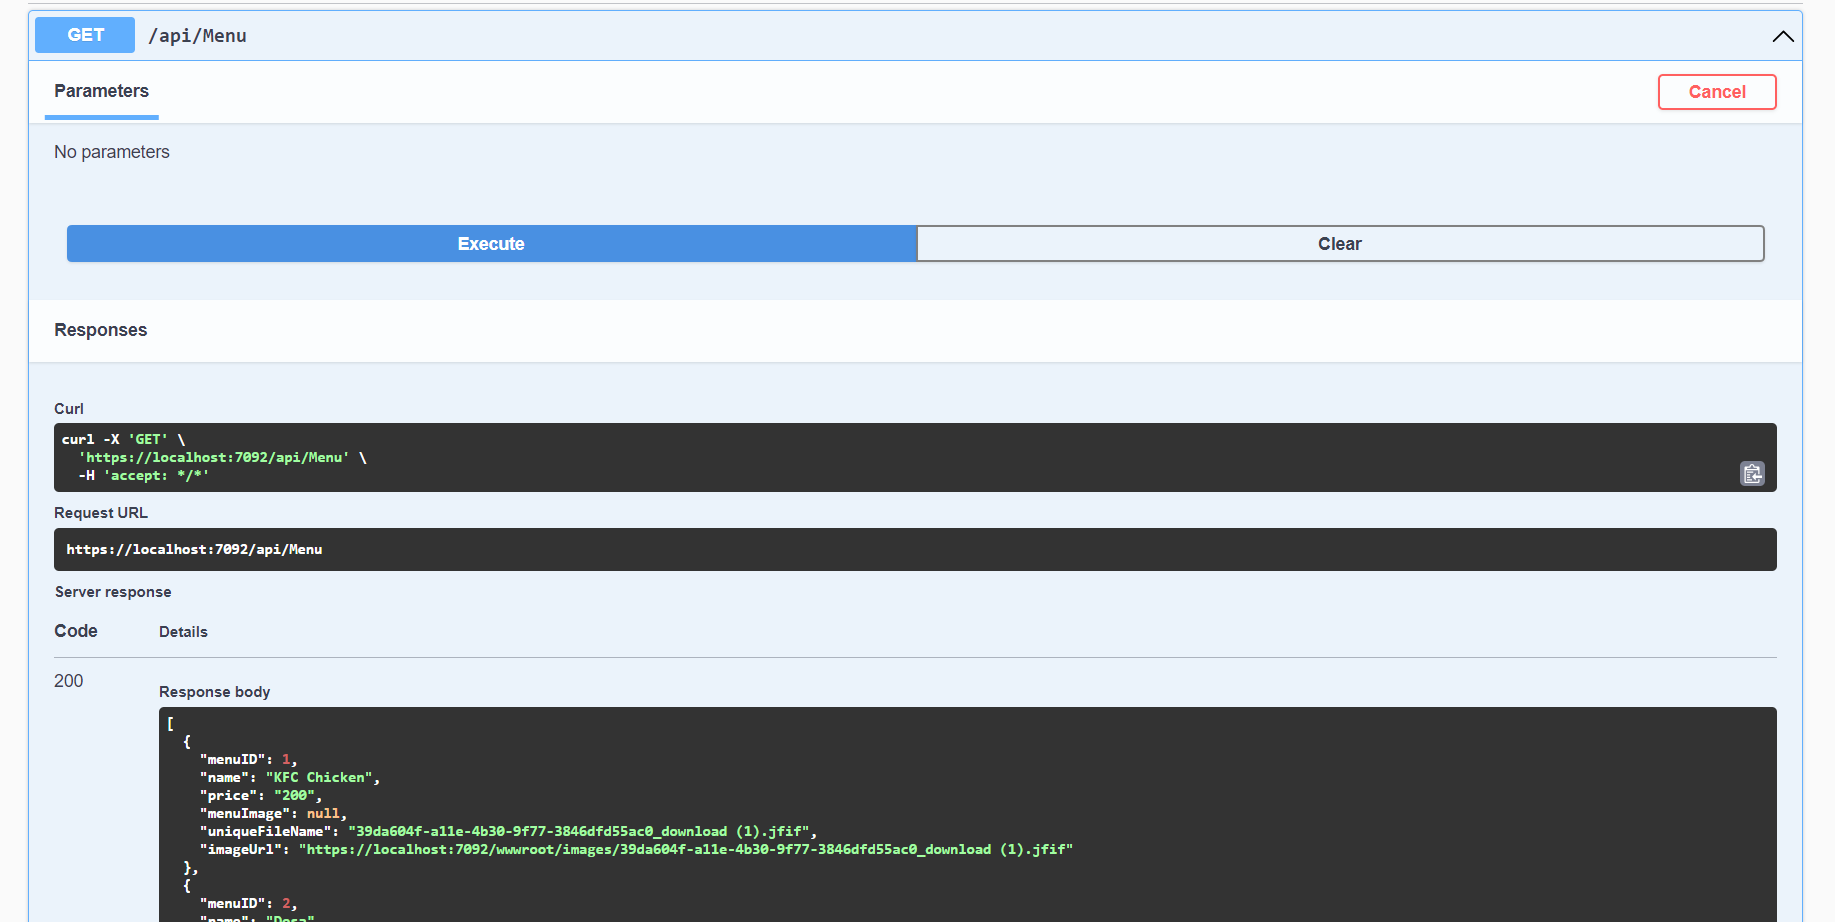 GET /api/Menu
Parameters Cancel
No parameters
Execute Clear
Responses
Curl
curl -X 'GET' \
  'https://localhost:7092/api/Menu' \
  -H 'accept: */*'
Request URL
https://localhost:7092/api/Menu
Server response
Code Details
200
Response body
[
  {
    "menuID": 1,
    "name": "KFC Chicken",
    "price": "200",
    "menuImage": null,
    "uniqueFileName": "39da604f-a11e-4b30-9f77-3846dfd55ac0_download (1).jfif",
    "imageUrl": "https://localhost:7092/wwwroot/images/39da604f-a11e-4b30-9f77-3846dfd55ac0_download (1).jfif"
  },
  {
    "menuID": 2,
    "name": "Dosa",